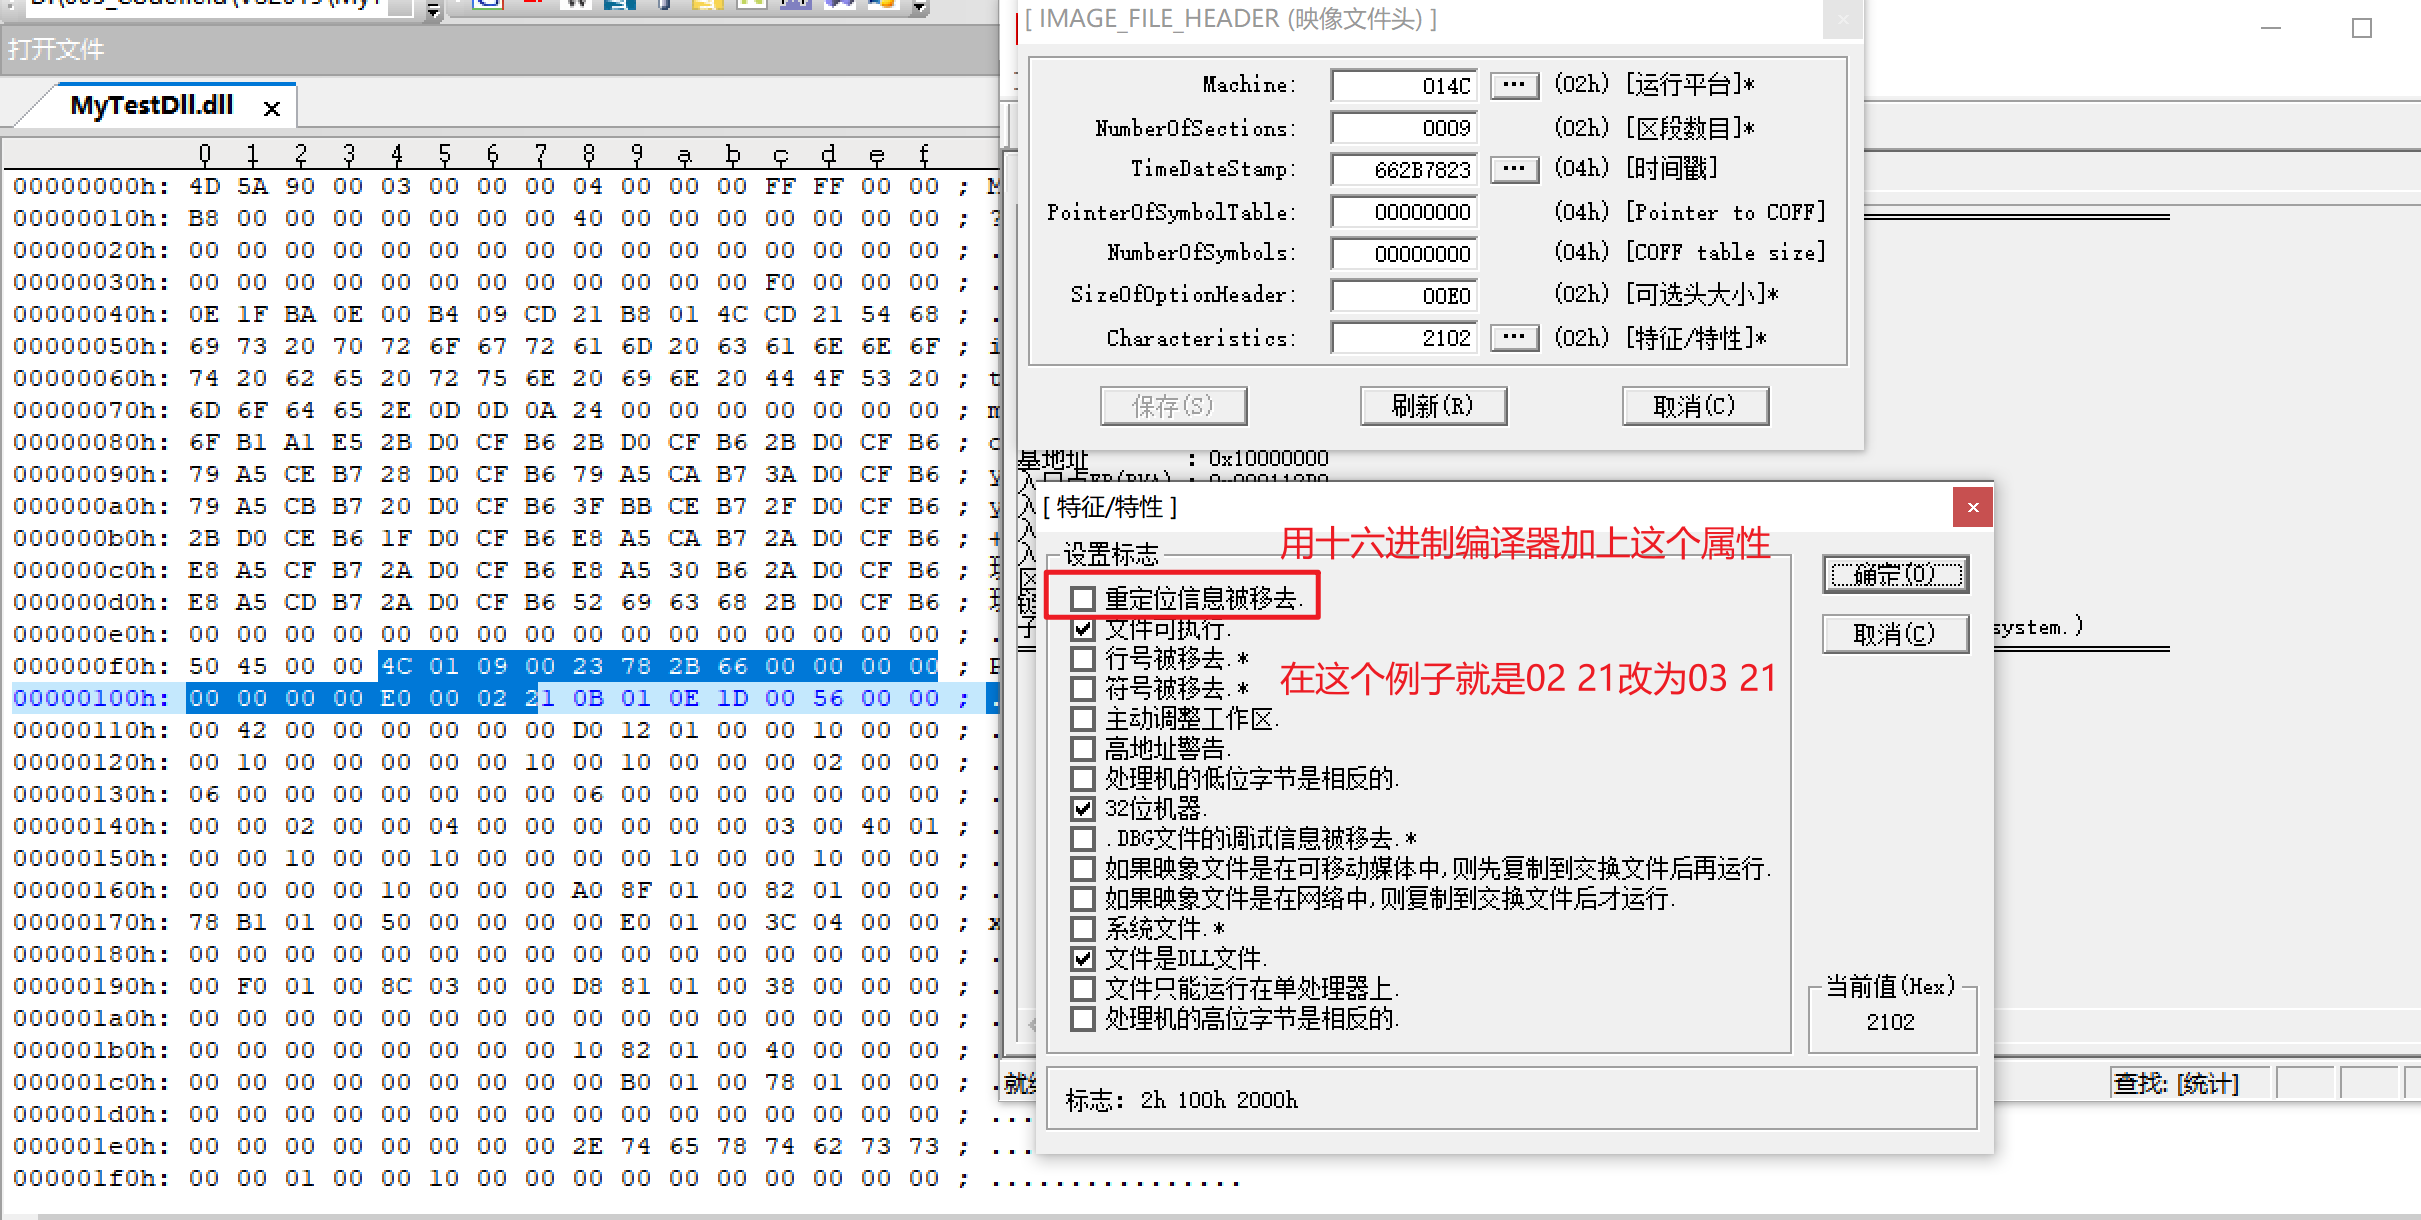 打开文件
MyTestDll.dll
0 1 2 3 4 5 6 7 8 9 a b c d e f
00000000h: 4D 5A 90 00 03 00 00 00 04 00 00 00 FF FF 00 00 ; M
00000010h: B8 00 00 00 00 00 00 00 40 00 00 00 00 00 00 00 ; ?
00000020h: 00 00 00 00 00 00 00 00 00 00 00 00 00 00 00 00 ; .
00000030h: 00 00 00 00 00 00 00 00 00 00 00 00 F0 00 00 00 ; .
00000040h: 0E 1F BA 0E 00 B4 09 CD 21 B8 01 4C CD 21 54 68 ; .
00000050h: 69 73 20 70 72 6F 67 72 61 6D 20 63 61 6E 6E 6F ; i
00000060h: 74 20 62 65 20 72 75 6E 20 69 6E 20 44 4F 53 20 ; t
00000070h: 6D 6F 64 65 2E 0D 0D 0A 24 00 00 00 00 00 00 00 ; m
00000080h: 6F B1 A1 E5 2B D0 CF B6 2B D0 CF B6 2B D0 CF B6 ;
00000090h: 79 A5 CE B7 28 D0 CF B6 79 A5 CA B7 3A D0 CF B6 ; y
000000a0h: 79 A5 CB B7 20 D0 CF B6 3F BB CE B7 2F D0 CF B6 ; y
000000b0h: 2B D0 CE B6 1F D0 CF B6 E8 A5 CA B7 2A D0 CF B6 ; +
000000c0h: E8 A5 CF B7 2A D0 CF B6 E8 A5 30 B6 2A D0 CF B6 ;
000000d0h: E8 A5 CD B7 2A D0 CF B6 52 69 63 68 2B D0 CF B6 ;
000000e0h: 00 00 00 00 00 00 00 00 00 00 00 00 00 00 00 00 ; .
000000f0h: 50 45 00 00 4C 01 09 00 23 78 2B 66 00 00 00 00 ; P
00000100h: 00 00 00 00 E0 00 02 21 0B 01 0E 1D 00 56 00 00 ; .
00000110h: 00 42 00 00 00 00 00 00 D0 12 01 00 00 10 00 00 ; .
00000120h: 00 10 00 00 00 00 00 10 00 10 00 00 00 02 00 00 ; .
00000130h: 06 00 00 00 00 00 00 00 06 00 00 00 00 00 00 00 ; .
00000140h: 00 00 02 00 00 04 00 00 00 00 00 00 03 00 40 01 ; .
00000150h: 00 00 10 00 00 10 00 00 00 00 10 00 00 10 00 00 ; .
00000160h: 00 00 00 00 10 00 00 00 A0 8F 01 00 82 01 00 00 ; .
00000170h: 78 B1 01 00 50 00 00 00 00 E0 01 00 3C 04 00 00 ; x
00000180h: 00 00 00 00 00 00 00 00 00 00 00 00 00 00 00 00 ; .
00000190h: 00 F0 01 00 8C 03 00 00 D8 81 01 00 38 00 00 00 ; .
000001a0h: 00 00 00 00 00 00 00 00 00 00 00 00 00 00 00 00 ; .
000001b0h: 00 00 00 00 00 00 00 00 10 82 01 00 40 00 00 00 ; .
000001c0h: 00 00 00 00 00 00 00 00 00 B0 01 00 78 01 00 00 ; .
000001d0h: 00 00 00 00 00 00 00 00 00 00 00 00 00 00 00 00 ; ...
000001e0h: 00 00 00 00 00 00 00 00 2E 74 65 78 74 62 73 73 ; ...
000001f0h: 00 00 01 00 00 10 00 00 00 00 00 00 00 00 00 00 ; ................
[ IMAGE_FILE_HEADER (映像文件头) ]
Machine: 014C ... (02h) [运行平台]*
NumberOfSections: 0009 (02h) [区段数目]*
TimeDateStamp: 662B7823 ... (04h) [时间戳]
PointerOfSymbolTable: 00000000 (04h) [Pointer to COFF]
NumberOfSymbols: 00000000 (04h) [COFF table size]
SizeOfOptionHeader: 00E0 (02h) [可选头大小]*
Characteristics: 2102 ... (02h) [特征/特性]*
保存(S) 刷新(R) 取消(C)
基地址 : 0x10000000
[ 特征/特性 ]
用十六进制编译器加上这个属性
设置标志
确定(O)
重定位信息被移去.
文件可执行.
取消(C)
system.)
行号被移去.*
在这个例子就是02 21改为03 21
符号被移去.*
主动调整工作区.
高地址警告.
处理机的低位字节是相反的.
32位机器.
.DBG文件的调试信息被移去.*
如果映象文件是在可移动媒体中,则先复制到交换文件后再运行.
如果映象文件是在网络中,则复制到交换文件后才运行.
系统文件.*
文件是DLL文件.
文件只能运行在单处理器上.
处理机的高位字节是相反的.
当前值(Hex)
2102
标志: 2h 100h 2000h
查找: [统计]